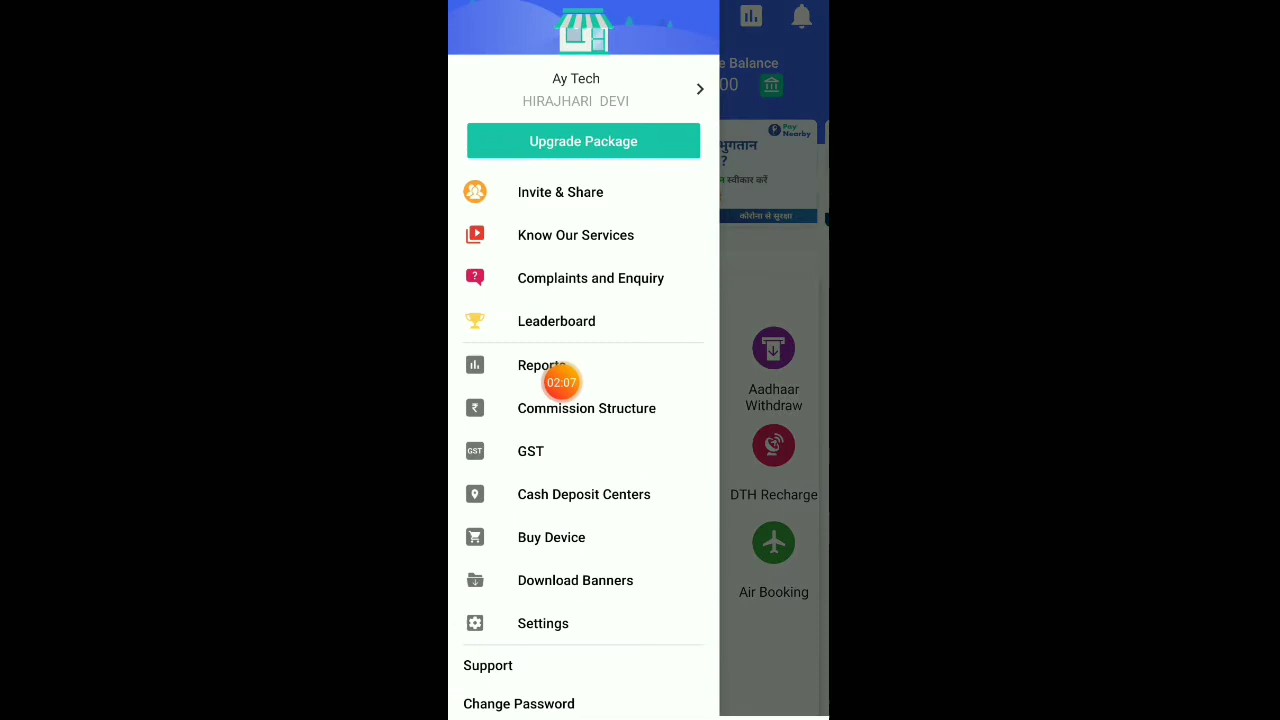 Ay Tech
HIRAJHARI DEVI
Upgrade Package
Invite & Share
Know Our Services
Complaints and Enquiry
Leaderboard
Reports
02:07
Commission Structure
GST
GST
Cash Deposit Centers
Buy Device
Download Banners
Settings
Support
Change Password
e Balance
00
Pay
Nearby
भुगतान
?
स्वीकार करें
कोरोना से सुरक्षा
Aadhaar
Withdraw
DTH Recharge
Air Booking